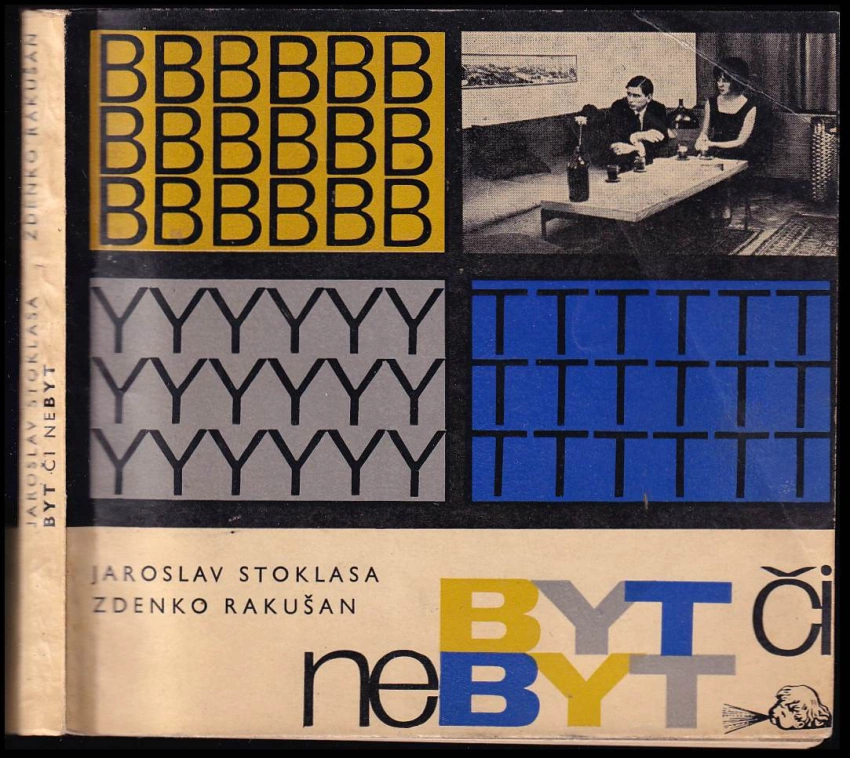 JAROSLAV STOKLASA ZDENKO RAKUŠAN
BYT ČI NEBYT
BBBBBB
BBBBBB
BBBBBB
YYYYYY
YYYYYY
YYYYYY
TTTTTT
TTTTTT
TTTTTT
JAROSLAV STOKLASA
ZDENKO RAKUŠAN
BYT či
neBYT